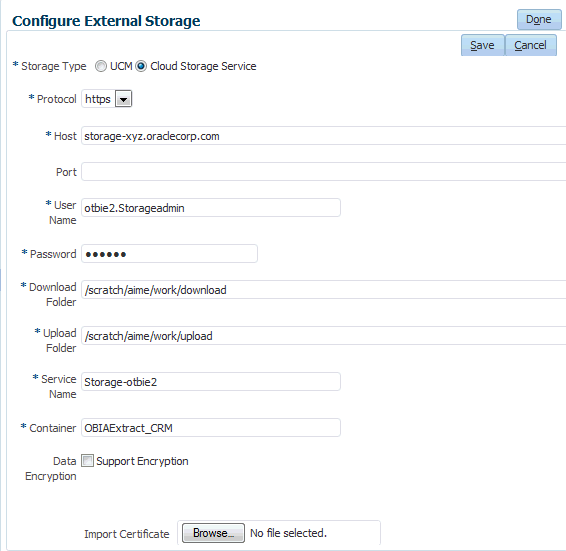 Configure External Storage
Done
Save Cancel
* Storage Type UCM Cloud Storage Service
* Protocol https
* Host storage-xyz.oraclecorp.com
Port
* User Name otbie2.Storageadmin
* Password ••••••
* Download Folder /scratch/aime/work/download
* Upload Folder /scratch/aime/work/upload
* Service Name Storage-otbie2
* Container OBIAExtract_CRM
Data Encryption Support Encryption
Import Certificate Browse... No file selected.